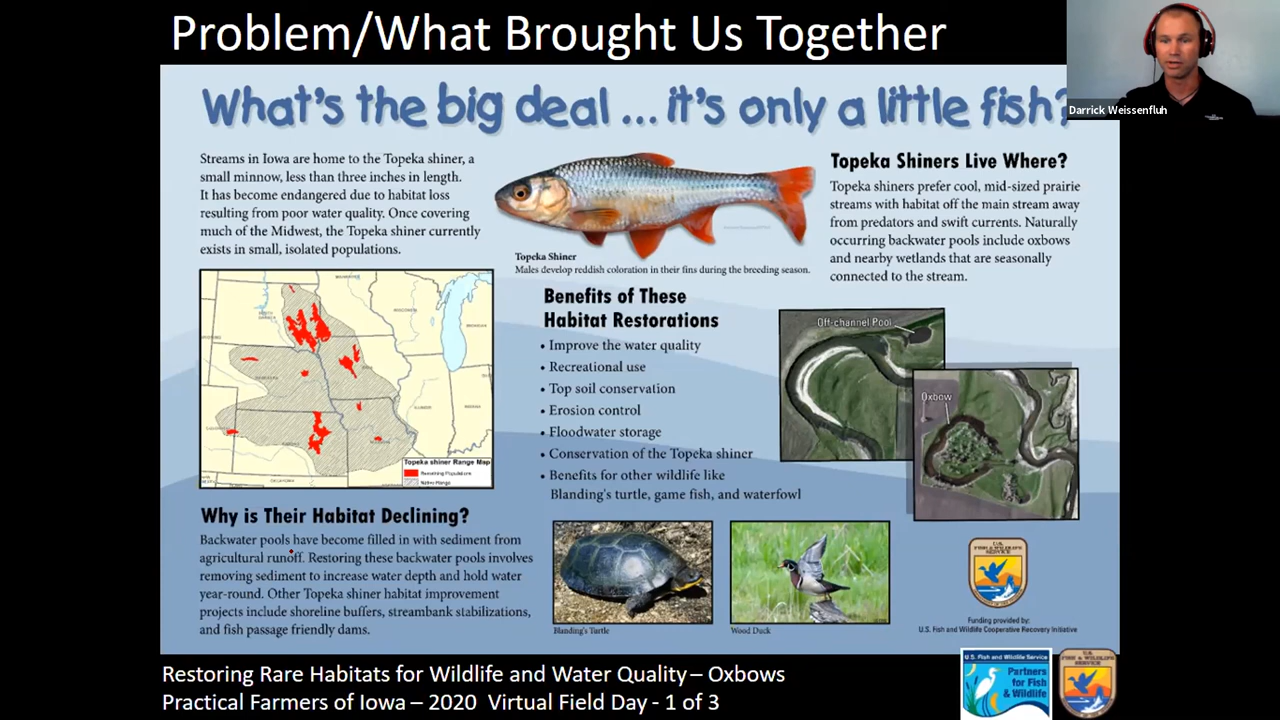 Problem/What Brought Us Together
Darrick Weissenfluh
What's the big deal ... it's only a little fish?
Streams in Iowa are home to the Topeka shiner, a
small minnow, less than three inches in length.
It has become endangered due to habitat loss
resulting from poor water quality. Once covering
much of the Midwest, the Topeka shiner currently
exists in small, isolated populations.
Topeka Shiner
Males develop reddish coloration in their fins during the breeding season.
Topeka Shiners Live Where?
Topeka shiners prefer cool, mid-sized prairie
streams with habitat off the main stream away
from predators and swift currents. Naturally
occurring backwater pools include oxbows
and nearby wetlands that are seasonally
connected to the stream.
Topeka shiner Range Map
Remaining Populations
Native Range
Benefits of These
Habitat Restorations
• Improve the water quality
• Recreational use
• Top soil conservation
• Erosion control
• Floodwater storage
• Conservation of the Topeka shiner
• Benefits for other wildlife like
Blanding's turtle, game fish, and waterfowl
Off-channel Pool
Oxbow
Why is Their Habitat Declining?
Backwater pools have become filled in with sediment from
agricultural runoff. Restoring these backwater pools involves
removing sediment to increase water depth and hold water
year-round. Other Topeka shiner habitat improvement
projects include shoreline buffers, streambank stabilizations,
and fish passage friendly dams.
Blanding's Turtle
Wood Duck
U.S.
FISH & WILDLIFE
SERVICE
Funding provided by:
U.S. Fish and Wildlife Cooperative Recovery Initiative
Restoring Rare Habitats for Wildlife and Water Quality – Oxbows
Practical Farmers of Iowa – 2020 Virtual Field Day - 1 of 3
U.S. Fish and Wildlife Service
Partners
for Fish
& Wildlife
U.S.
FISH & WILDLIFE
SERVICE